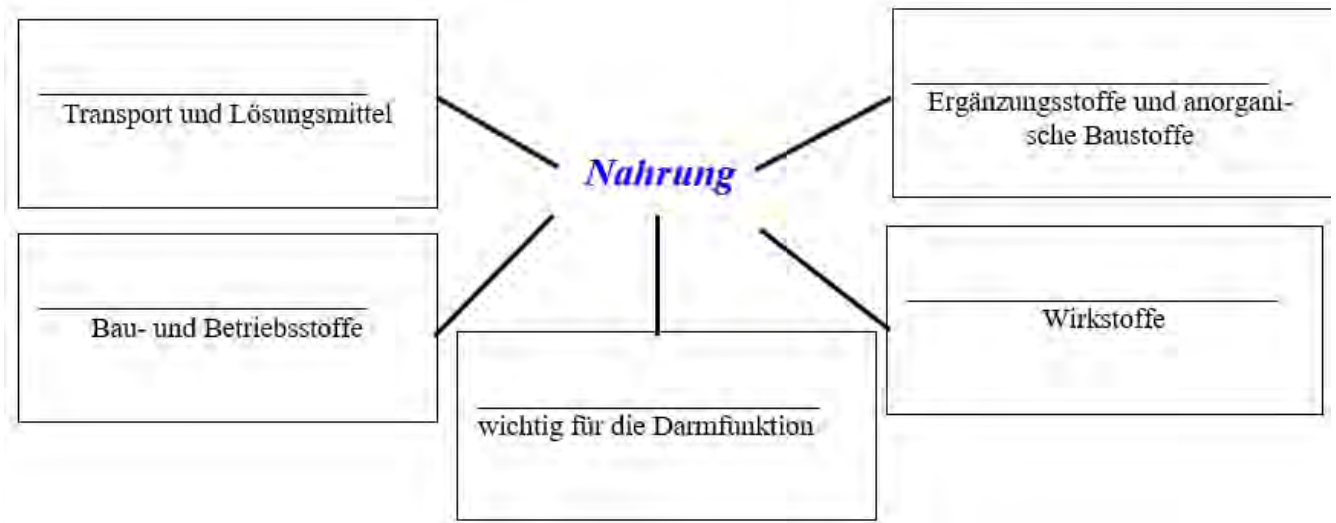 Transport und Lösungsmittel
Ergänzungsstoffe und anorgani-
sche Baustoffe
Nahrung
Bau- und Betriebsstoffe
Wirkstoffe
wichtig für die Darmfunktion